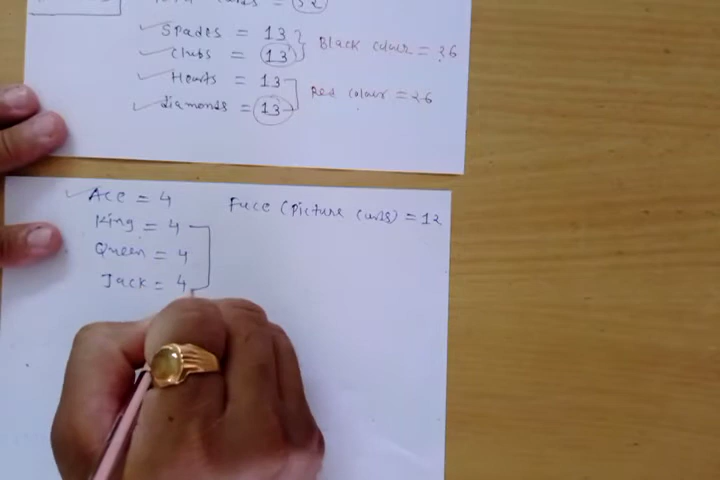 = 52
Spades = 13
Clubs = 13
Black colour = 26
Hearts = 13
diamonds = 13
Red colour = 26
Ace = 4
King = 4
Queen = 4
Jack = 4
Face (Picture Cards) = 12